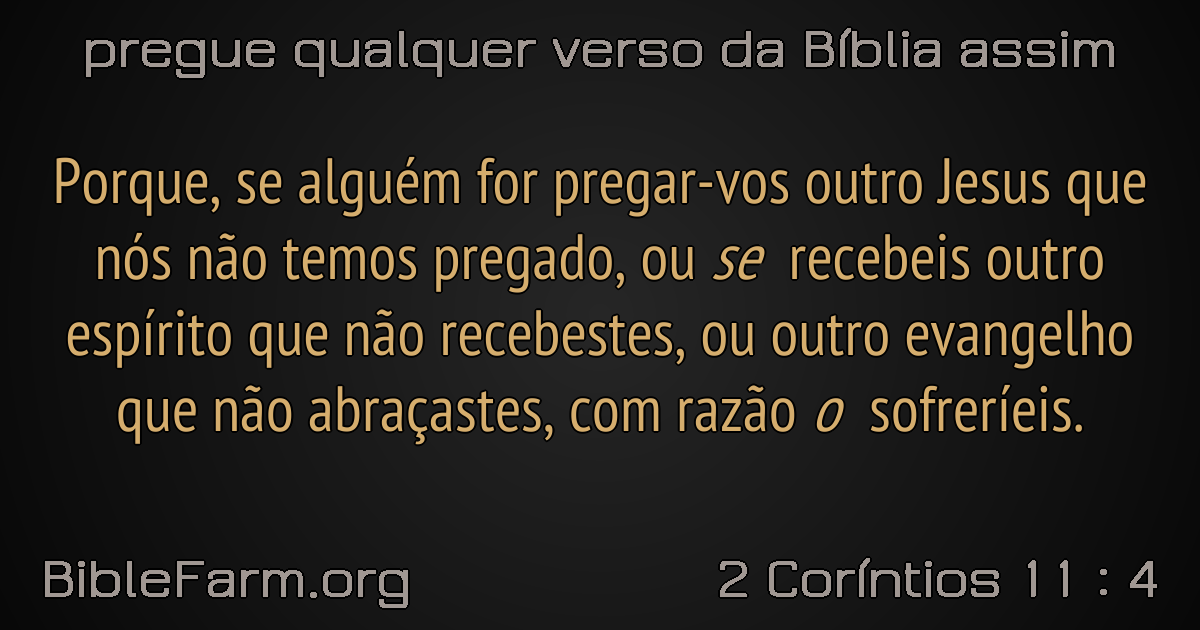 pregue qualquer verso da Bíblia assim
Porque, se alguém for pregar-vos outro Jesus que
nós não temos pregado, ou se recebeis outro
espírito que não recebestes, ou outro evangelho
que não abraçastes, com razão o sofreríeis.
BibleFarm.org
2 Coríntios 11 : 4